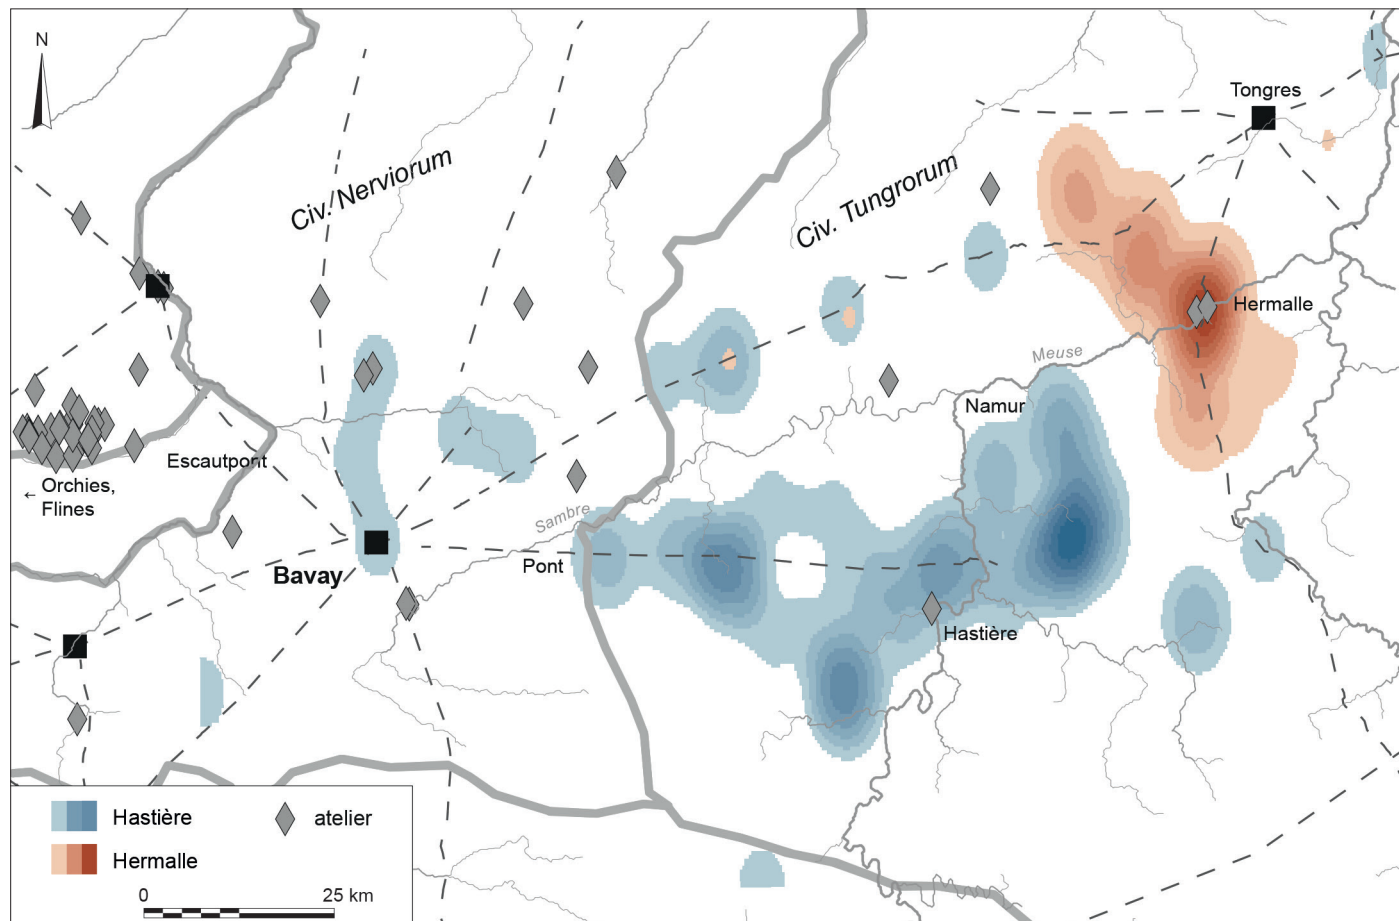 N
Tongres
Civ. Nerviorum
Civ. Tungrorum
Hermalle
Meuse
Namur
Escautpont
← Orchies,
Flines
Sambre
Pont
Bavay
Hastière
Hastière
atelier
Hermalle
0 25 km